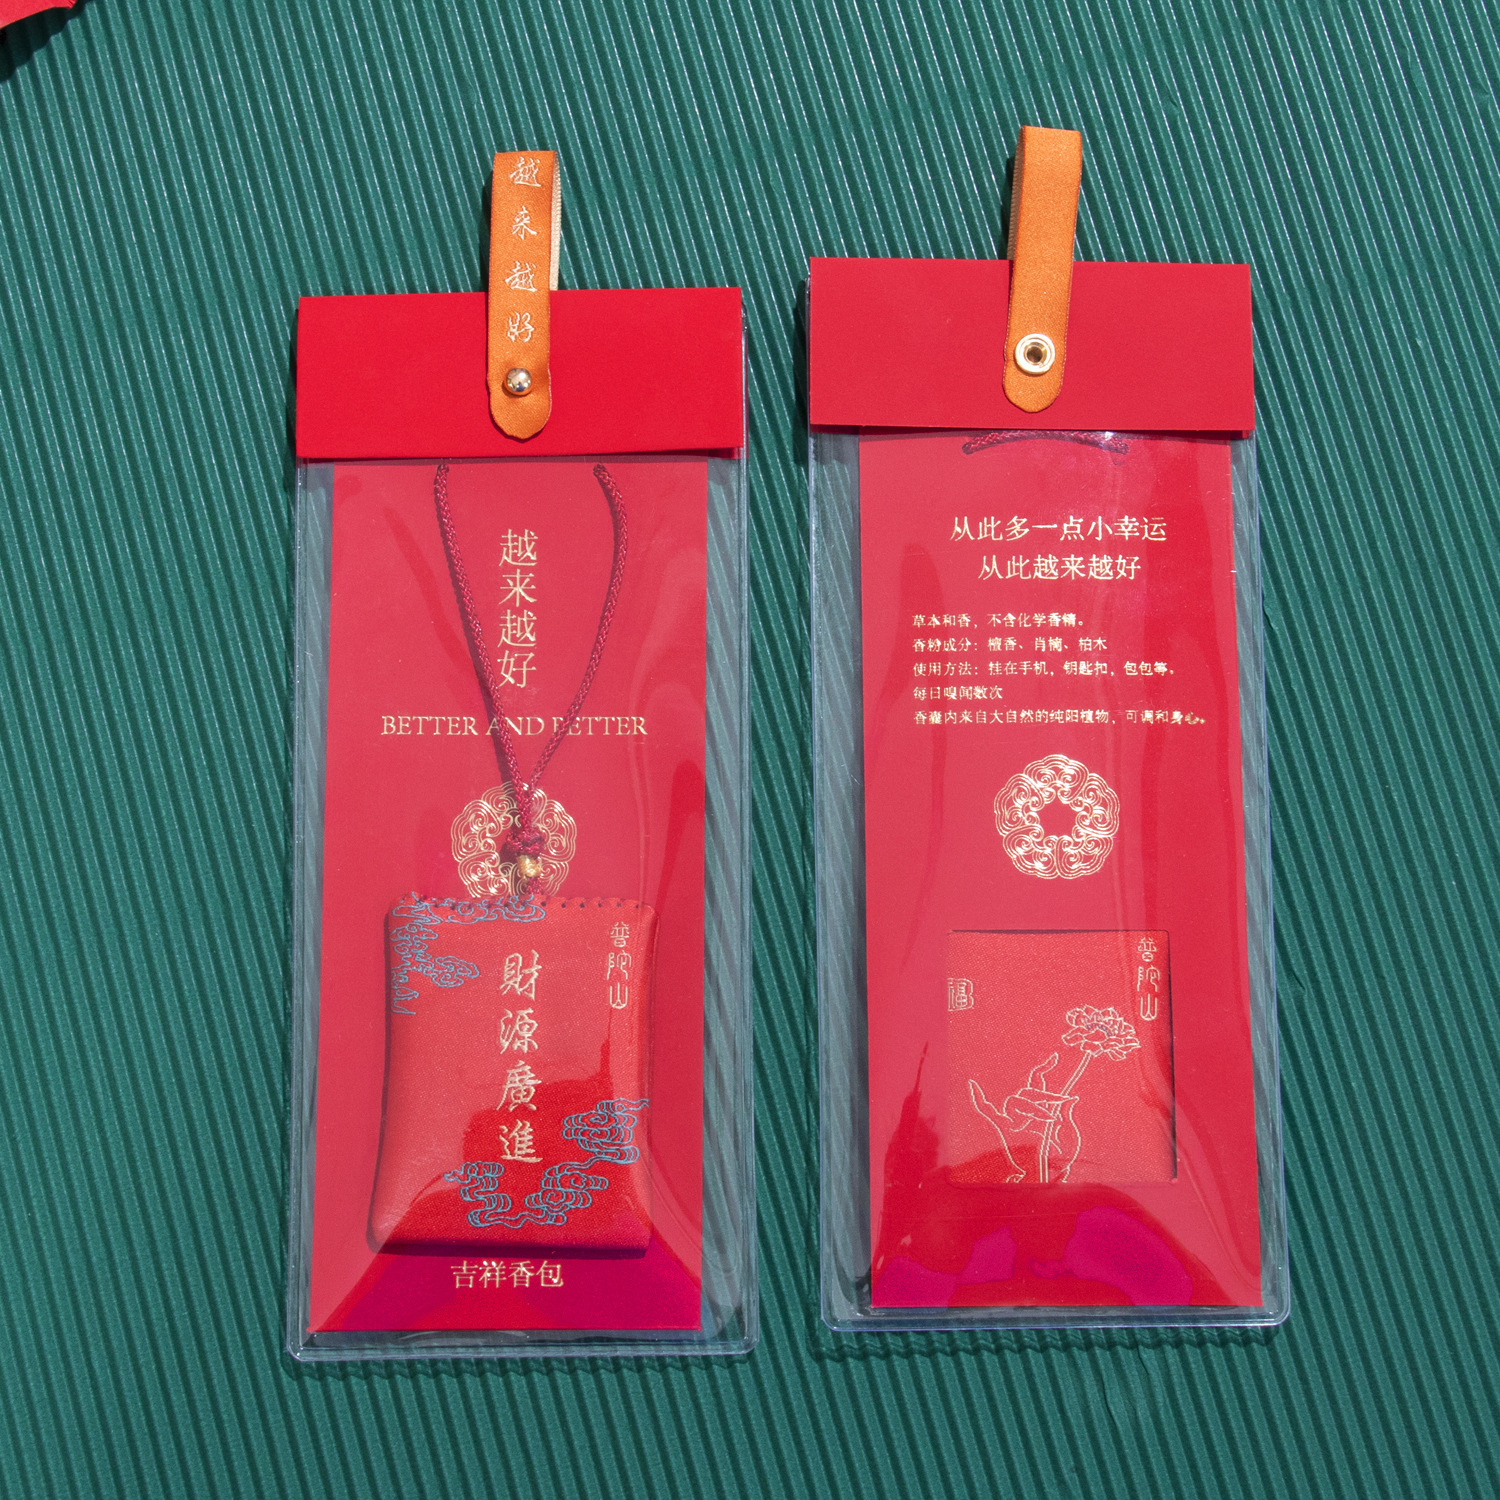 越来越好
越来越好
BETTER AND BETTER
普陀山
財源廣進
吉祥香包
从此多一点小幸运
从此越来越好
草本和香，不含化学香精。
香粉成分：檀香、肖楠、柏木
使用方法：挂在手机，钥匙扣，包包等。
每日嗅闻数次
香囊内来自大自然的纯阳植物，可调和身心。
普陀山
福